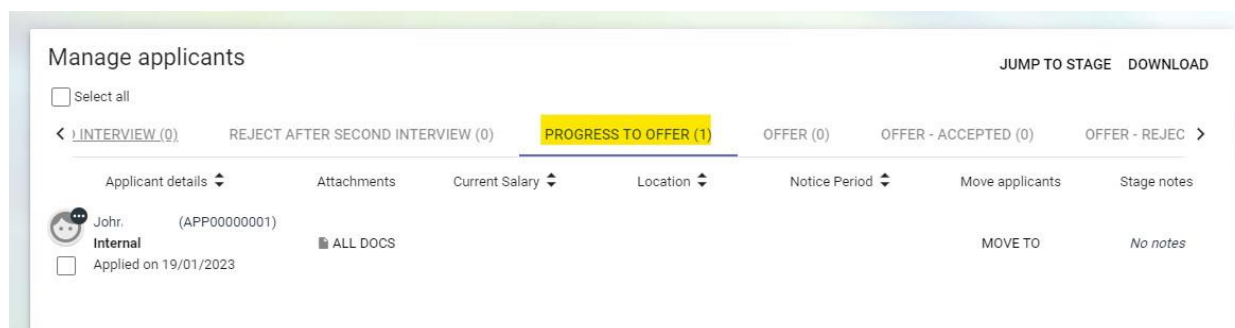 Manage applicants
JUMP TO STAGE DOWNLOAD
Select all
INTERVIEW (0) REJECT AFTER SECOND INTERVIEW (0) PROGRESS TO OFFER (1) OFFER (0) OFFER - ACCEPTED (0) OFFER - REJEC
Applicant details Attachments Current Salary Location Notice Period Move applicants Stage notes
(APP00000001)
Internal ALL DOCS MOVE TO No notes
Applied on 19/01/2023